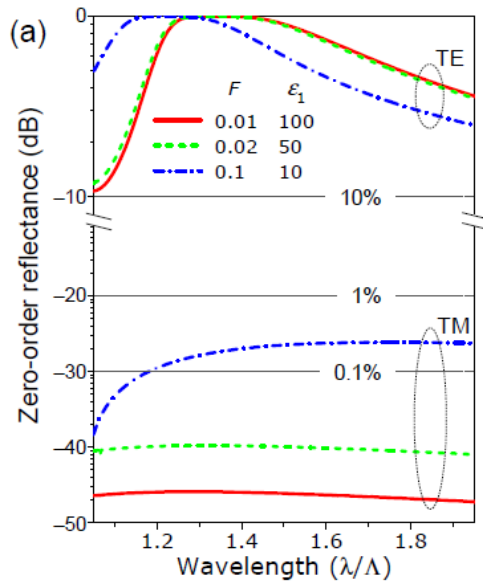 (a)
0
TE
F ε1
0.01 100
0.02 50
0.1 10
−10
10%
Zero-order reflectance (dB)
−20
1%
TM
−30
0.1%
−40
−50
1.2 1.4 1.6 1.8
Wavelength (λ/Λ)